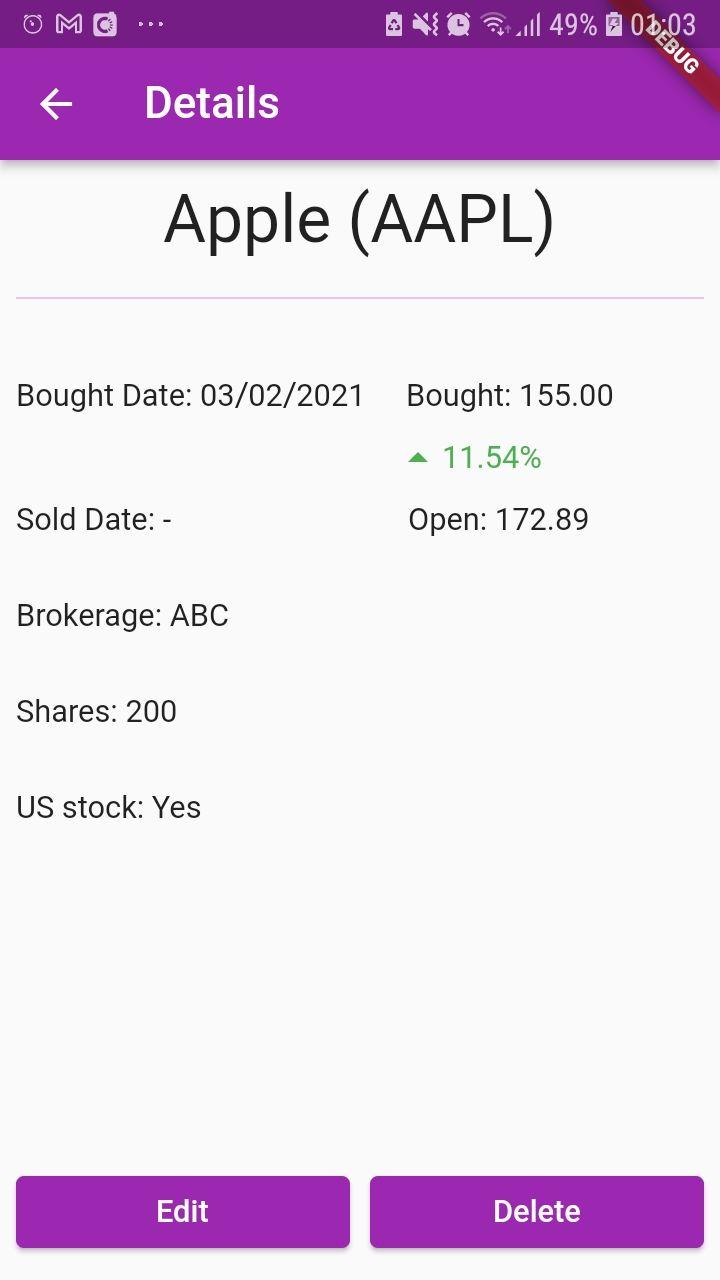 49% 01:03
DEBUG
Details
Apple (AAPL)
Bought Date: 03/02/2021 Bought: 155.00
11.54%
Sold Date: - Open: 172.89
Brokerage: ABC
Shares: 200
US stock: Yes
Edit Delete